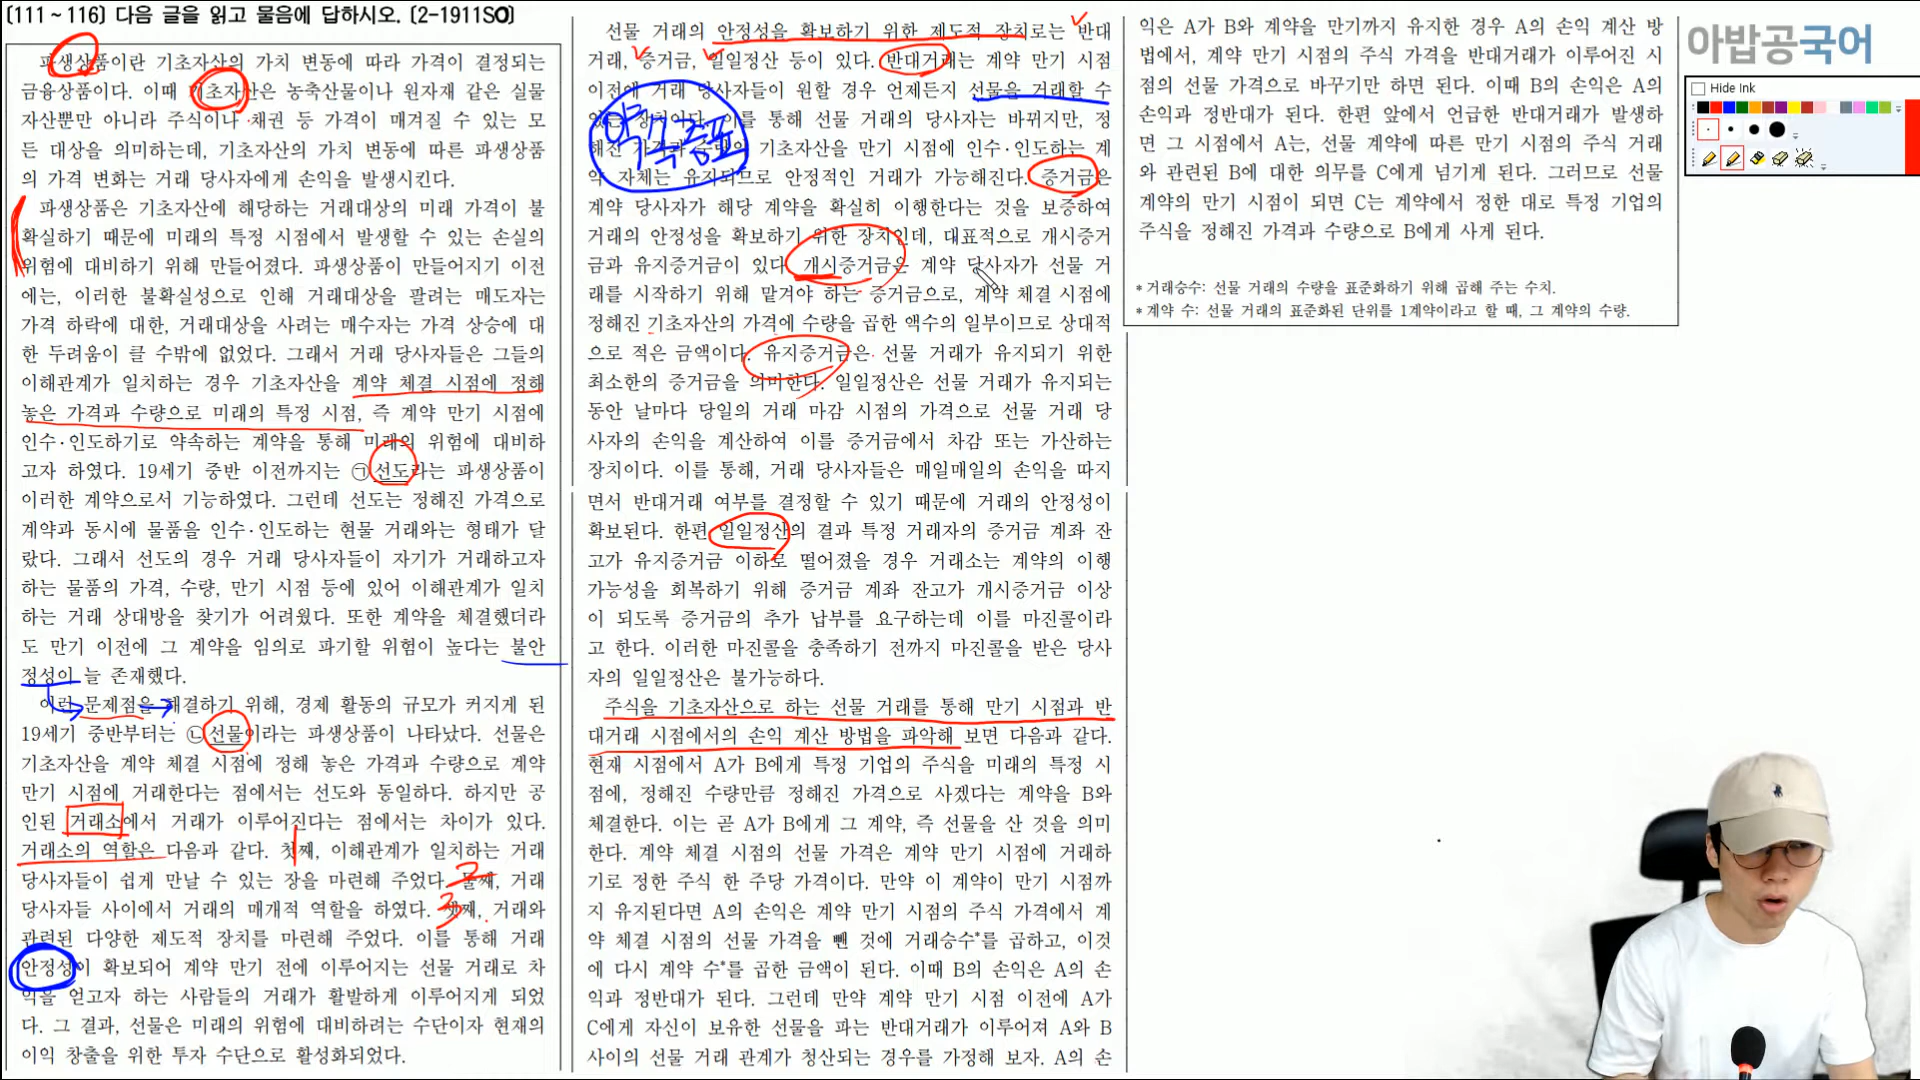 [111 ~ 116] 다음 글을 읽고 물음에 답하시오. [2-1911SO]
파생상품이란 기초자산의 가치 변동에 따라 가격이 결정되는
금융상품이다. 이때 기초자산은 농축산물이나 원자재 같은 실물
자산뿐만 아니라 주식이나 채권 등 가격이 매겨질 수 있는 모
든 대상을 의미하는데, 기초자산의 가치 변동에 따른 파생상품
의 가격 변화는 거래 당사자에게 손익을 발생시킨다.
파생상품은 기초자산에 해당하는 거래대상의 미래 가격이 불
확실하기 때문에 미래의 특정 시점에서 발생할 수 있는 손실의
위험에 대비하기 위해 만들어졌다. 파생상품이 만들어지기 이전
에는, 이러한 불확실성으로 인해 거래대상을 팔려는 매도자는
가격 하락에 대한, 거래대상을 사려는 매수자는 가격 상승에 대
한 두려움이 클 수밖에 없었다. 그래서 거래 당사자들은 그들의
이해관계가 일치하는 경우 기초자산을 계약 체결 시점에 정해
놓은 가격과 수량으로 미래의 특정 시점, 즉 계약 만기 시점에
인수·인도하기로 약속하는 계약을 통해 미래의 위험에 대비하
고자 하였다. 19세기 중반 이전까지는 ㉠선도라는 파생상품이
이러한 계약으로서 기능하였다. 그런데 선도는 정해진 가격으로
계약과 동시에 물품을 인수·인도하는 현물 거래와는 형태가 달
랐다. 그래서 선도의 경우 거래 당사자들이 자기가 거래하고자
하는 물품의 가격, 수량, 만기 시점 등에 있어 이해관계가 일치
하는 거래 상대방을 찾기가 어려웠다. 또한 계약을 체결했더라
도 만기 이전에 그 계약을 임의로 파기할 위험이 높다는 불안
정성이 늘 존재했다.
이런 문제점을 해결하기 위해, 경제 활동의 규모가 커지게 된
19세기 중반부터는 ㉡선물이라는 파생상품이 나타났다. 선물은
기초자산을 계약 체결 시점에 정해 놓은 가격과 수량으로 계약
만기 시점에 거래한다는 점에서는 선도와 동일하다. 하지만 공
인된 거래소에서 거래가 이루어진다는 점에서는 차이가 있다.
거래소의 역할은 다음과 같다. 첫째, 이해관계가 일치하는 거래
당사자들이 쉽게 만날 수 있는 장을 마련해 주었다. 둘째, 거래
당사자들 사이에서 거래의 매개적 역할을 하였다. 셋째, 거래와
관련된 다양한 제도적 장치를 마련해 주었다. 이를 통해 거래
안정성이 확보되어 계약 만기 전에 이루어지는 선물 거래로 차
익을 얻고자 하는 사람들의 거래가 활발하게 이루어지게 되었
다. 그 결과, 선물은 미래의 위험에 대비하려는 수단이자 현재의
이익 창출을 위한 투자 수단으로 활성화되었다.
1
2
3
선물 거래의 안정성을 확보하기 위한 제도적 장치로는 반대
거래, 증거금, 일일정산 등이 있다. 반대거래는 계약 만기 시점
이전에 거래 당사자들이 원할 경우 언제든지 선물을 거래할 수
있는 장치이다. 이를 통해 선물 거래의 당사자는 바뀌지만, 정
해진 가격과 수량의 기초자산을 만기 시점에 인수·인도하는 계
약 자체는 유지되므로 안정적인 거래가 가능해진다. 증거금은
계약 당사자가 해당 계약을 확실히 이행한다는 것을 보증하여
거래의 안정성을 확보하기 위한 장치인데, 대표적으로 개시증거
금과 유지증거금이 있다. 개시증거금은 계약 당사자가 선물 거
래를 시작하기 위해 맡겨야 하는 증거금으로, 계약 체결 시점에
정해진 기초자산의 가격에 수량을 곱한 액수의 일부이므로 상대적
으로 적은 금액이다. 유지증거금은 선물 거래가 유지되기 위한
최소한의 증거금을 의미한다. 일일정산은 선물 거래가 유지되는
동안 날마다 당일의 거래 마감 시점의 가격으로 선물 거래 당
사자의 손익을 계산하여 이를 증거금에서 차감 또는 가산하는
장치이다. 이를 통해, 거래 당사자들은 매일매일의 손익을 따지
면서 반대거래 여부를 결정할 수 있기 때문에 거래의 안정성이
확보된다. 한편 일일정산의 결과 특정 거래자의 증거금 계좌 잔
고가 유지증거금 이하로 떨어졌을 경우 거래소는 계약의 이행
가능성을 회복하기 위해 증거금 계좌 잔고가 개시증거금 이상
이 되도록 증거금의 추가 납부를 요구하는데 이를 마진콜이라
고 한다. 이러한 마진콜을 충족하기 전까지 마진콜을 받은 당사
자의 일일정산은 불가능하다.
주식을 기초자산으로 하는 선물 거래를 통해 만기 시점과 반
대거래 시점에서의 손익 계산 방법을 파악해 보면 다음과 같다.
현재 시점에서 A가 B에게 특정 기업의 주식을 미래의 특정 시
점에, 정해진 수량만큼 정해진 가격으로 사겠다는 계약을 B와
체결한다. 이는 곧 A가 B에게 그 계약, 즉 선물을 산 것을 의미
한다. 계약 체결 시점의 선물 가격은 계약 만기 시점에 거래하
기로 정한 주식 한 주당 가격이다. 만약 이 계약이 만기 시점까
지 유지된다면 A의 손익은 계약 만기 시점의 주식 가격에서 계
약 체결 시점의 선물 가격을 뺀 것에 거래승수*를 곱하고, 이것
에 다시 계약 수*를 곱한 금액이 된다. 이때 B의 손익은 A의 손
익과 정반대가 된다. 그런데 만약 계약 만기 시점 이전에 A가
C에게 자신이 보유한 선물을 파는 반대거래가 이루어져 A와 B
사이의 선물 거래 관계가 청산되는 경우를 가정해 보자. A의 손
약속증표
익은 A가 B와 계약을 만기까지 유지한 경우 A의 손익 계산 방
법에서, 계약 만기 시점의 주식 가격을 반대거래가 이루어진 시
점의 선물 가격으로 바꾸기만 하면 된다. 이때 B의 손익은 A의
손익과 정반대가 된다. 한편 앞에서 언급한 반대거래가 발생하
면 그 시점에서 A는, 선물 계약에 따른 만기 시점의 주식 거래
와 관련된 B에 대한 의무를 C에게 넘기게 된다. 그러므로 선물
계약의 만기 시점이 되면 C는 계약에서 정한 대로 특정 기업의
주식을 정해진 가격과 수량으로 B에게 사게 된다.
* 거래승수: 선물 거래의 수량을 표준화하기 위해 곱해 주는 수치.
* 계약 수: 선물 거래의 표준화된 단위를 1계약이라고 할 때, 그 계약의 수량.
아밥공국어
Hide Ink